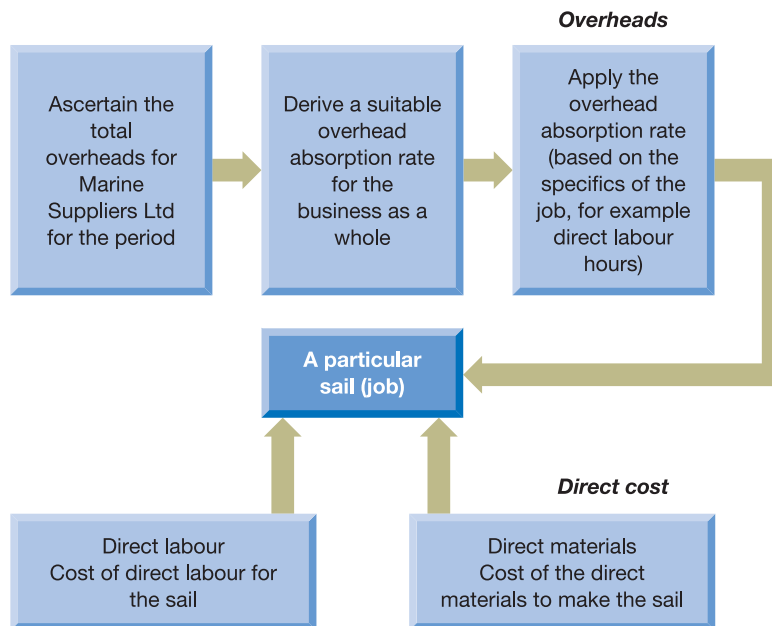 Overheads
Ascertain the
total
overheads for
Marine
Suppliers Ltd
for the period
Derive a suitable
overhead
absorption rate
for the
business as a
whole
Apply the
overhead
absorption rate
(based on the
specifics of the
job, for example
direct labour
hours)
A particular
sail (job)
Direct cost
Direct labour
Cost of direct labour for
the sail
Direct materials
Cost of the direct
materials to make the sail